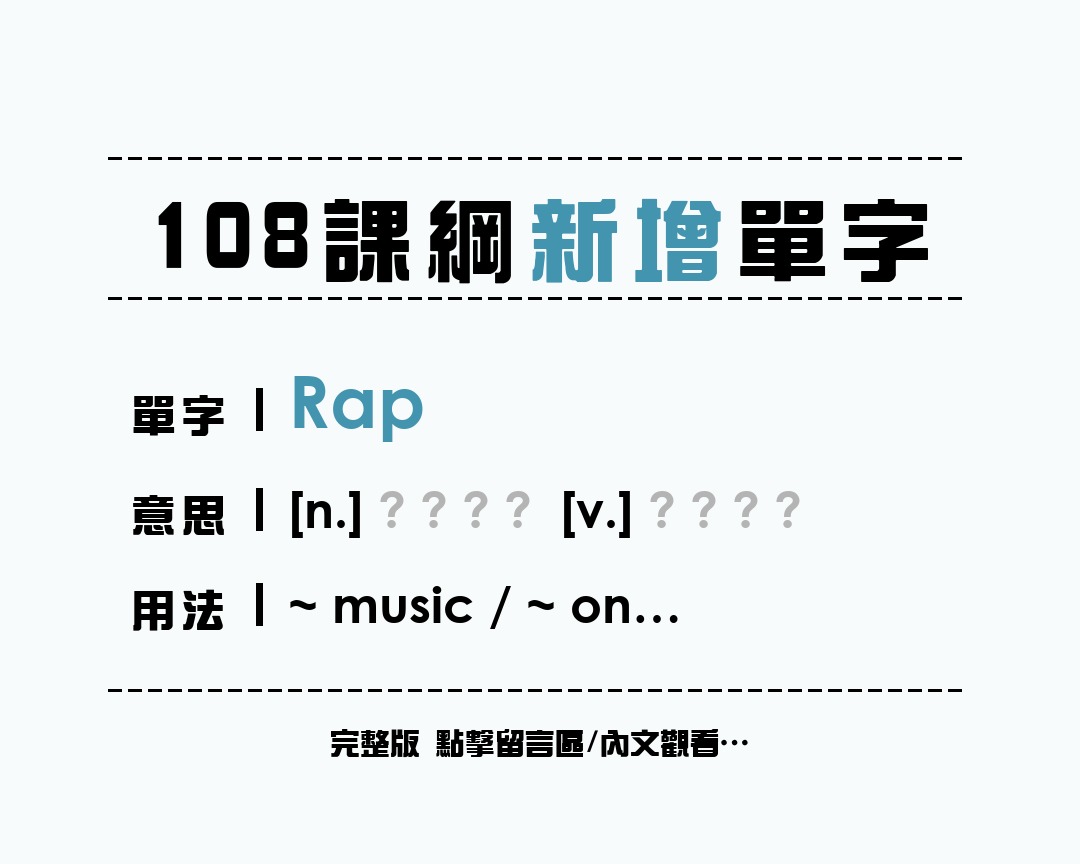 108課綱新增單字
單字 | Rap
意思 | [n.] ???? [v.] ????
用法 | ~ music / ~ on...
完整版 點擊留言區/內文觀看…